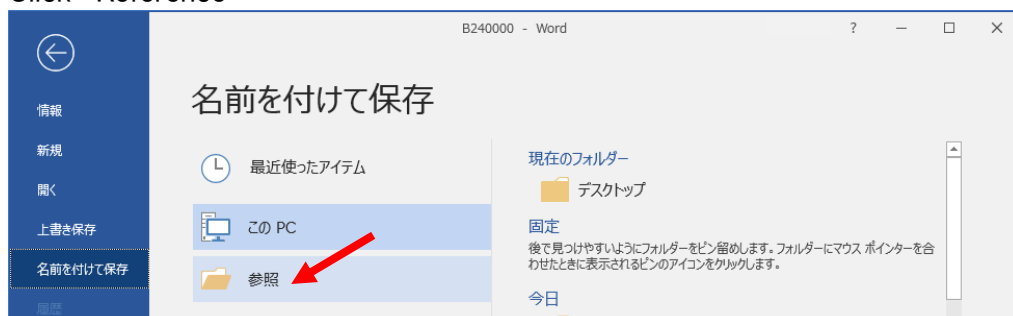 B240000 - Word
?
名前を付けて保存
情報
新規
開く
上書き保存
名前を付けて保存
履歴
最近使ったアイテム
この PC
参照
現在のフォルダー
デスクトップ
固定
後で見つけやすいようにフォルダーをピン留めします。フォルダーにマウス ポインターを合
わせたときに表示されるピンのアイコンをクリックします。
今日